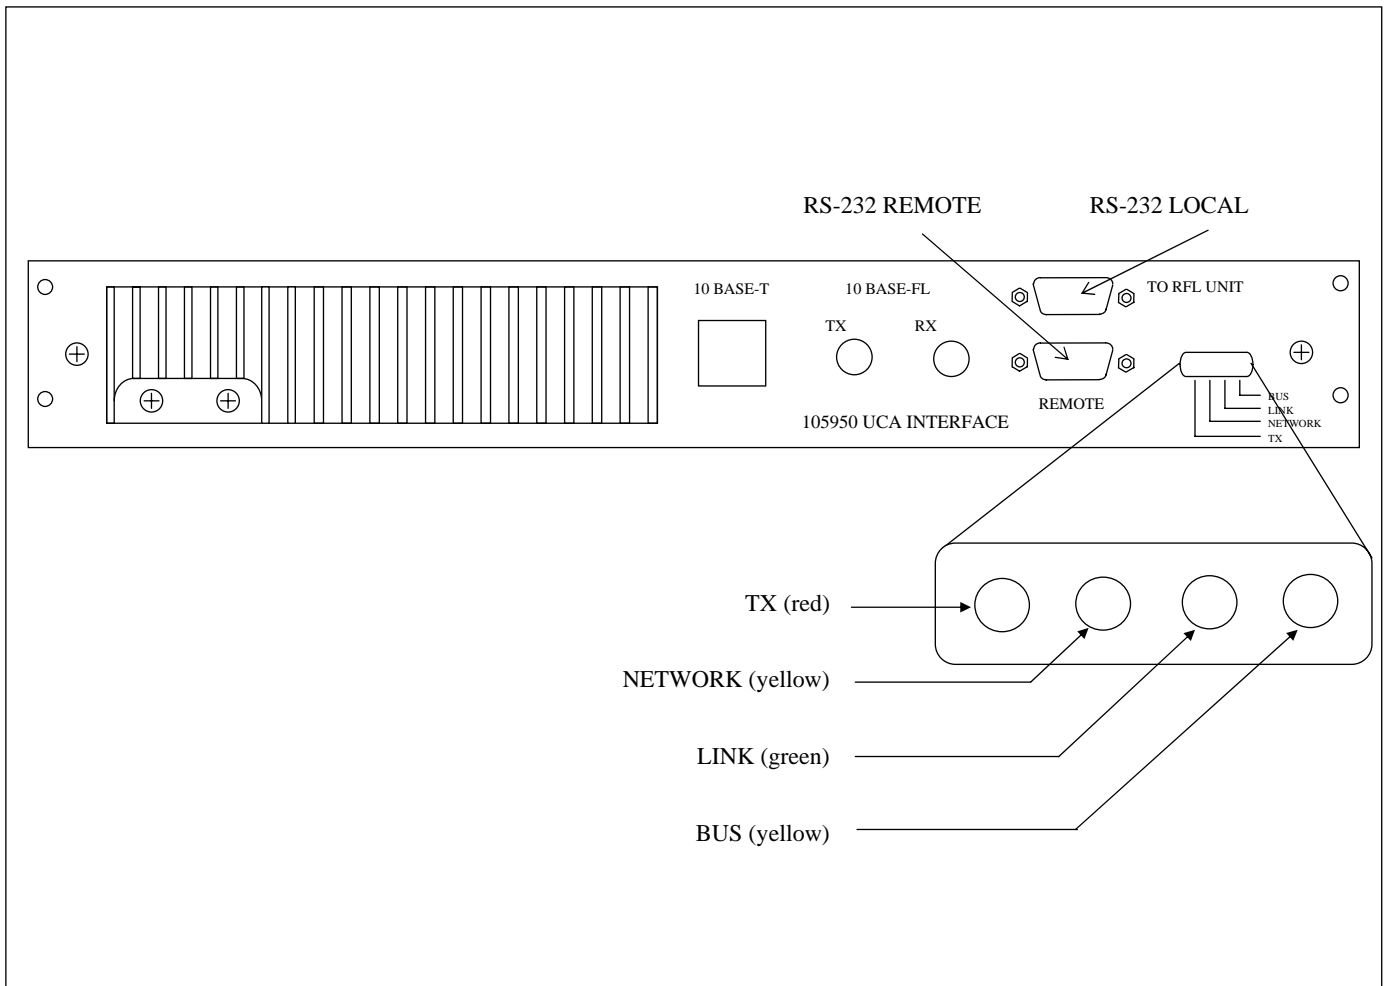 RS-232 REMOTE
RS-232 LOCAL
10 BASE-T
10 BASE-FL
TO RFL UNIT
TX
RX
REMOTE
105950 UCA INTERFACE
BUS
LINK
NETWORK
TX
TX (red)
NETWORK (yellow)
LINK (green)
BUS (yellow)